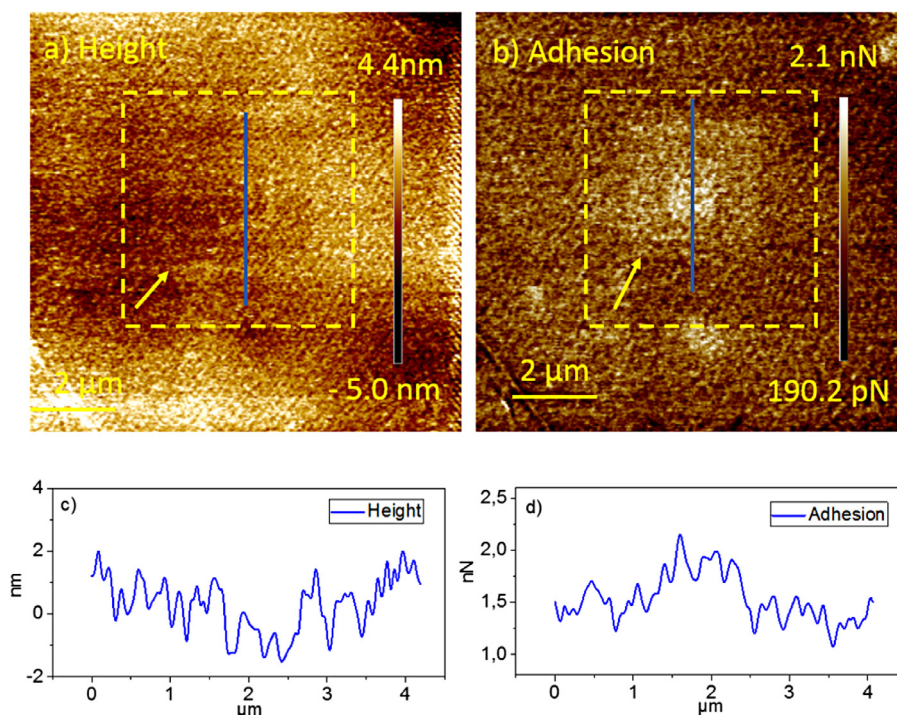 a) Height
4.4nm
2 µm
- 5.0 nm
b) Adhesion
2.1 nN
2 µm
190.2 pN
c)
Height
4
2
0
-2
nm
0
1
2
3
4
µm
d)
Adhesion
2,5
2,0
1,5
1,0
nN
0
1
2
3
4
µm